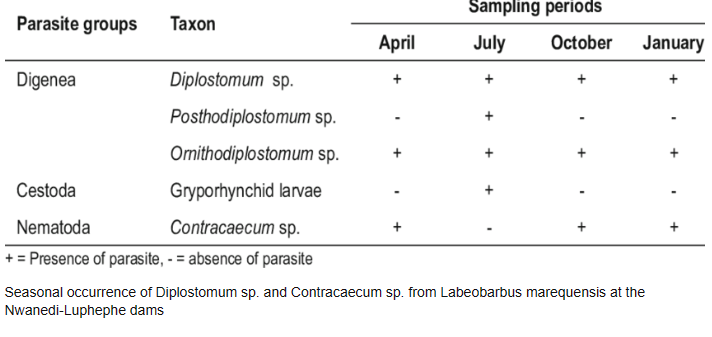 Sampling periods
Parasite groups Taxon
April July October January
Digenea Diplostomum sp. + + + +
Posthodiplostomum sp. - + - -
Ornithodiplostomum sp. + + + +
Cestoda Gryporhynchid larvae - + - -
Nematoda Contracaecum sp. + - + +
+ = Presence of parasite, - = absence of parasite
Seasonal occurrence of Diplostomum sp. and Contracaecum sp. from Labeobarbus marequensis at the
Nwanedi-Luphephe dams